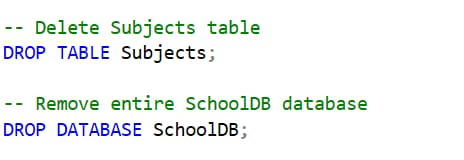 -- Delete Subjects table
DROP TABLE Subjects;
-- Remove entire SchoolDB database
DROP DATABASE SchoolDB;